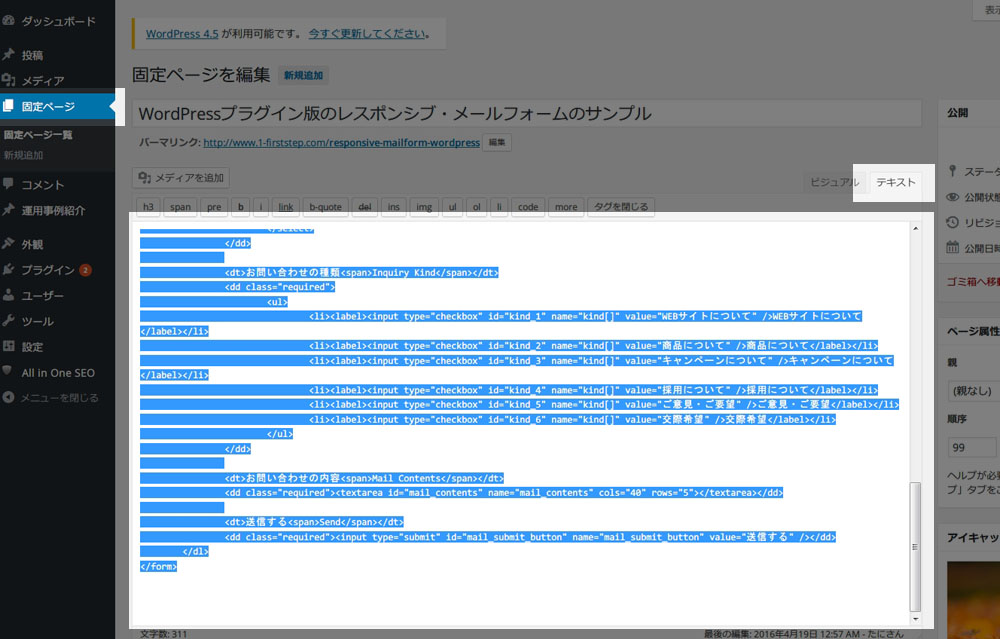 ダッシュボード
投稿
メディア
固定ページ
固定ページ一覧
新規追加
コメント
運用事例紹介
外観
プラグイン 2
ユーザー
ツール
設定
All in One SEO
メニューを閉じる
表示
WordPress 4.5 が利用可能です。 今すぐ更新してください。
固定ページを編集 新規追加
WordPressプラグイン版のレスポンシブ・メールフォームのサンプル
パーマリンク: http://www.1-firststep.com/responsive-mailform-wordpress 編集
メディアを追加
ビジュアル テキスト
h3 span pre b i link b-quote del ins img ul ol li code more タグを閉じる
</select>
</dd>
<dt>お問い合わせの種類<span>Inquiry Kind</span></dt>
<dd class="required">
<ul>
<li><label><input type="checkbox" id="kind_1" name="kind[]" value="WEBサイトについて" />WEBサイトについて
</label></li>
<li><label><input type="checkbox" id="kind_2" name="kind[]" value="商品について" />商品について</label></li>
<li><label><input type="checkbox" id="kind_3" name="kind[]" value="キャンペーンについて" />キャンペーンについて
</label></li>
<li><label><input type="checkbox" id="kind_4" name="kind[]" value="採用について" />採用について</label></li>
<li><label><input type="checkbox" id="kind_5" name="kind[]" value="ご意見・ご要望" />ご意見・ご要望</label></li>
<li><label><input type="checkbox" id="kind_6" name="kind[]" value="交際希望" />交際希望</label></li>
</ul>
</dd>
<dt>お問い合わせの内容<span>Mail Contents</span></dt>
<dd class="required"><textarea id="mail_contents" name="mail_contents" cols="40" rows="5"></textarea></dd>
<dt>送信する<span>Send</span></dt>
<dd class="required"><input type="submit" id="mail_submit_button" name="mail_submit_button" value="送信する" /></dd>
</dl>
</form>
文字数: 311
最後の編集: 2016年4月19日 12:57 AM - たにさん
公開
ステータ
公開状態
リビジョ
公開日時
ゴミ箱へ移動
ページ属性
親
(親なし)
順序
99
ヘルプが必
プ」タブをこ
アイキャッ